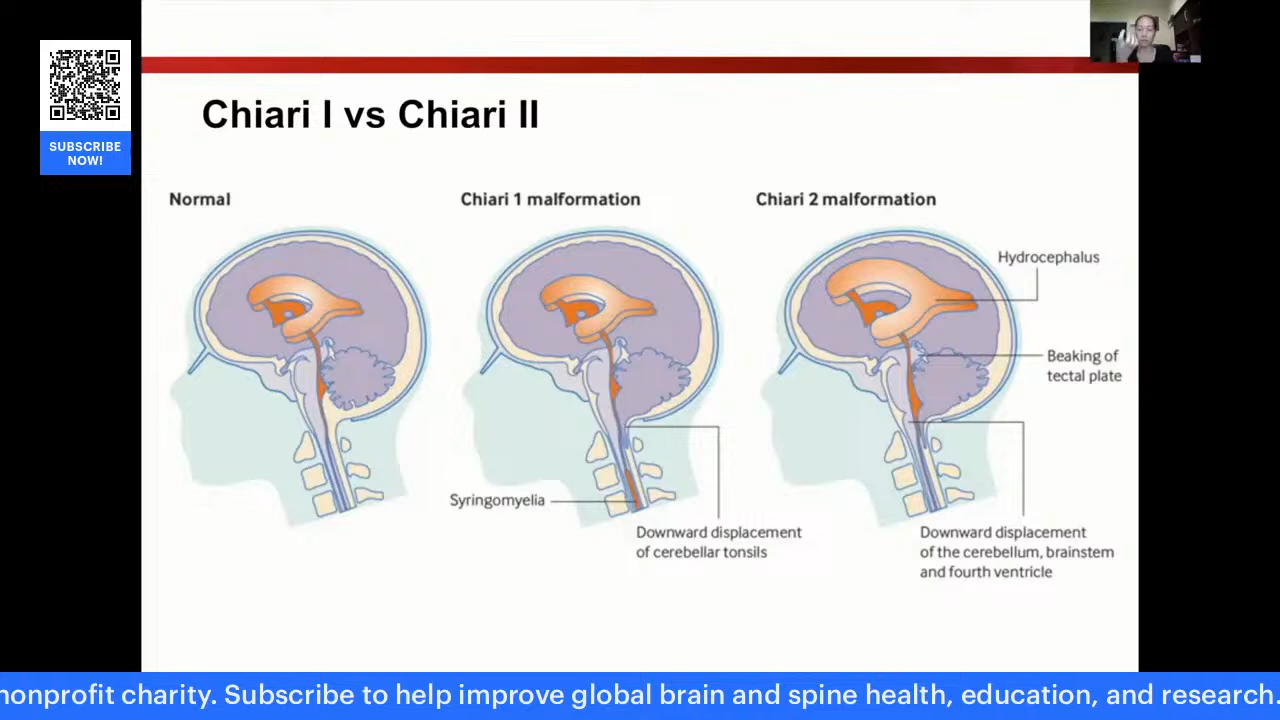 SUBSCRIBE
NOW!
Chiari I vs Chiari II
Normal
Chiari 1 malformation
Chiari 2 malformation
Hydrocephalus
Beaking of
tectal plate
Syringomyelia
Downward displacement
of cerebellar tonsils
Downward displacement
of the cerebellum, brainstem
and fourth ventricle
nonprofit charity. Subscribe to help improve global brain and spine health, education, and research.